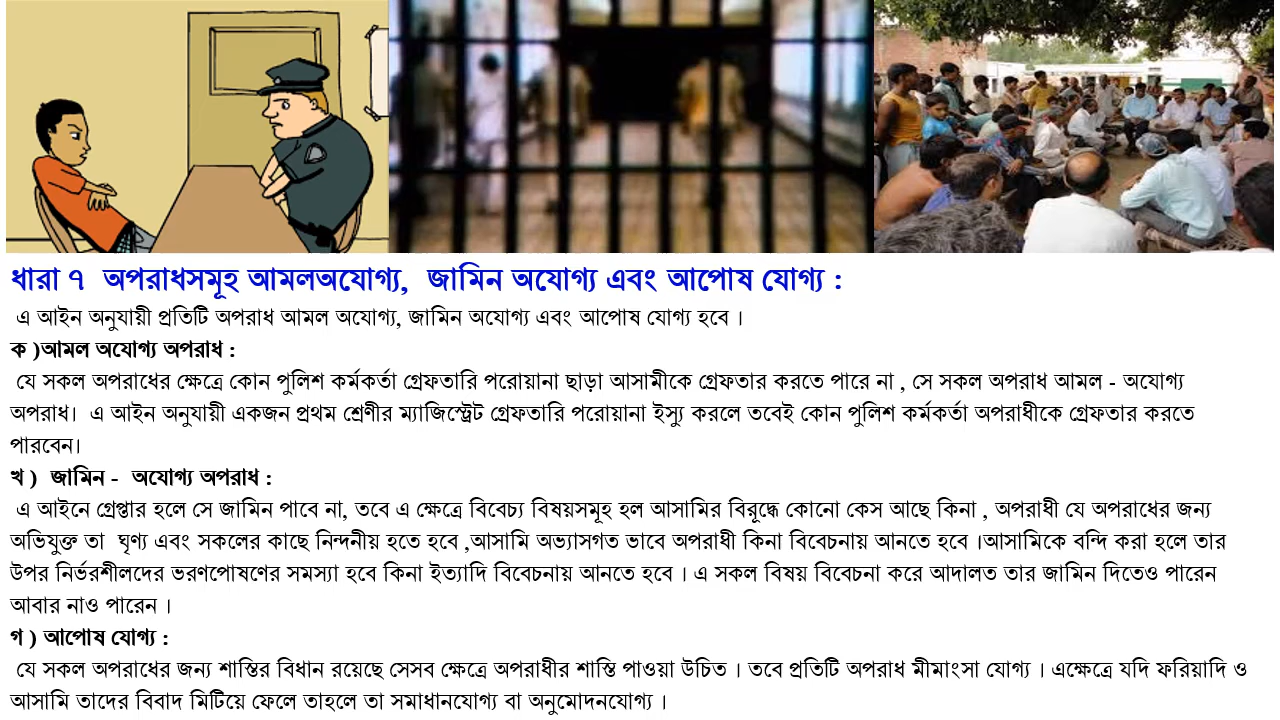 ধারা ৭ অপরাধসমূহ আমলঅযোগ্য, জামিন অযোগ্য এবং আপোষ যোগ্য :
এ আইন অনুযায়ী প্রতিটি অপরাধ আমল অযোগ্য, জামিন অযোগ্য এবং আপোষ যোগ্য হবে ।
ক )আমল অযোগ্য অপরাধ :
যে সকল অপরাধের ক্ষেত্রে কোন পুলিশ কর্মকর্তা গ্রেফতারি পরোয়ানা ছাড়া আসামীকে গ্রেফতার করতে পারে না , সে সকল অপরাধ আমল - অযোগ্য
অপরাধ। এ আইন অনুযায়ী একজন প্রথম শ্রেণীর ম্যাজিস্ট্রেট গ্রেফতারি পরোয়ানা ইস্যু করলে তবেই কোন পুলিশ কর্মকর্তা অপরাধীকে গ্রেফতার করতে
পারবেন।
খ ) জামিন - অযোগ্য অপরাধ :
এ আইনে গ্রেপ্তার হলে সে জামিন পাবে না, তবে এ ক্ষেত্রে বিবেচ্য বিষয়সমূহ হল আসামির বিরূদ্ধে কোনো কেস আছে কিনা , অপরাধী যে অপরাধের জন্য
অভিযুক্ত তা ঘৃণ্য এবং সকলের কাছে নিন্দনীয় হতে হবে ,আসামি অভ্যাসগত ভাবে অপরাধী কিনা বিবেচনায় আনতে হবে ।আসামিকে বন্দি করা হলে তার
উপর নির্ভরশীলদের ভরণপোষণের সমস্যা হবে কিনা ইত্যাদি বিবেচনায় আনতে হবে । এ সকল বিষয় বিবেচনা করে আদালত তার জামিন দিতেও পারেন
আবার নাও পারেন ।
গ ) আপোষ যোগ্য :
যে সকল অপরাধের জন্য শাস্তির বিধান রয়েছে সেসব ক্ষেত্রে অপরাধীর শাস্তি পাওয়া উচিত । তবে প্রতিটি অপরাধ মীমাংসা যোগ্য । এক্ষেত্রে যদি ফরিয়াদি ও
আসামি তাদের বিবাদ মিটিয়ে ফেলে তাহলে তা সমাধানযোগ্য বা অনুমোদনযোগ্য ।